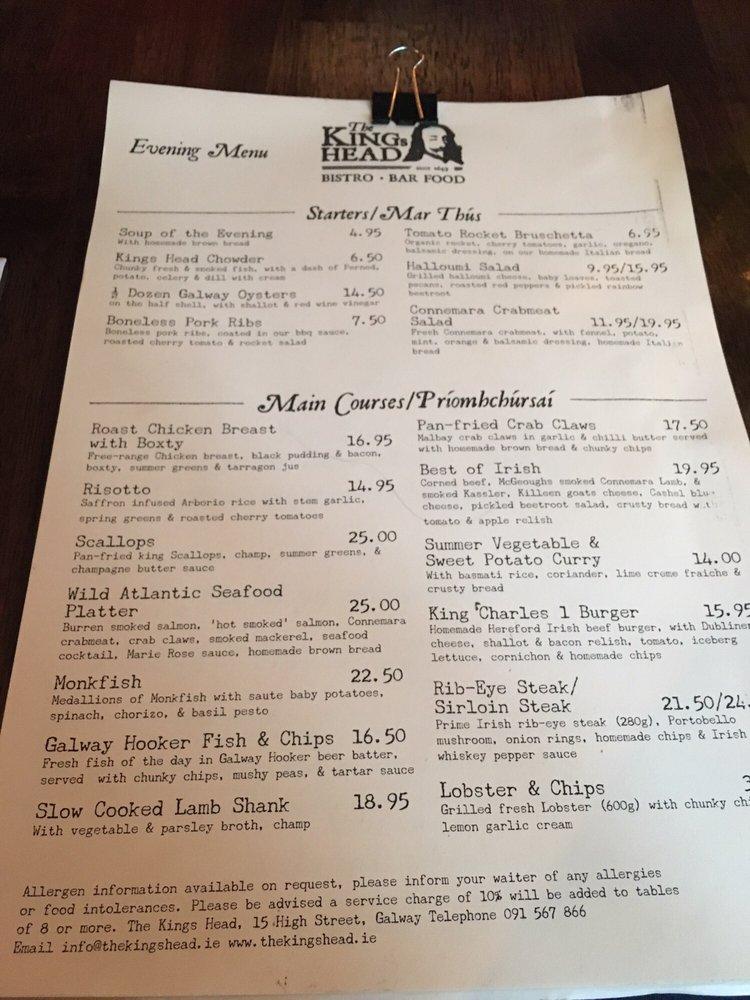 Evening Menu
The
KINGS
HEAD
SINCE 1649
BISTRO • BAR FOOD
Starters/Mar Thús
Soup of the Evening 4.95
With homemade brown bread
Kings Head Chowder 6.50
Chunky fresh & smoked fish, with a dash of Perned,
potato, celery & dill with cream
½ Dozen Galway Oysters 14.50
on the half shell, with shallot & red wine vinegar
Boneless Pork Ribs 7.50
Boneless pork ribs, coated in our bbq sauce,
roasted cherry tomato & rocket salad
Tomato Rocket Bruschetta 6.95
Organic rocket, cherry tomatoes, garlic, oregano,
balsamic dressing, on our homemade Italian bread
Halloumi Salad 9.95/15.95
Grilled halloumi cheese, baby leaves, toasted
pecans, roasted red peppers & pickled rainbow
beetroot
Connemara Crabmeat
Salad 11.95/19.95
Fresh Connemara crabmeat, with fennel, potato,
mint, orange & balsamic dressing, homemade Italian
bread
Main Courses/Príomhchúrsaí
Roast Chicken Breast
with Boxty 16.95
Free-range Chicken breast, black pudding & bacon,
boxty, summer greens & tarragon jus
Risotto 14.95
Saffron infused Arborio rice with stem garlic,
spring greens & roasted cherry tomatoes
Scallops 25.00
Pan-fried king Scallops, champ, summer greens, &
champagne butter sauce
Wild Atlantic Seafood
Platter 25.00
Burren smoked salmon, 'hot smoked' salmon, Connemara
crabmeat, crab claws, smoked mackerel, seafood
cocktail, Marie Rose sauce, homemade brown bread
Monkfish 22.50
Medallions of Monkfish with saute baby potatoes,
spinach, chorizo, & basil pesto
Galway Hooker Fish & Chips 16.50
Fresh fish of the day in Galway Hooker beer batter,
served with chunky chips, mushy peas, & tartar sauce
Slow Cooked Lamb Shank 18.95
With vegetable & parsley broth, champ
Pan-fried Crab Claws 17.50
Malbay crab claws in garlic & chilli butter served
with homemade brown bread & chunky chips
Best of Irish 19.95
Corned beef, McGeoughs smoked Connemara Lamb, &
smoked Kassler, Killeen goats cheese, Cashel blue
cheese, pickled beetroot salad, crusty bread with
tomato & apple relish
Summer Vegetable &
Sweet Potato Curry 14.00
With basmati rice, coriander, lime creme fraiche &
crusty bread
King Charles 1 Burger 15.95
Homemade Hereford Irish beef burger, with Dubliner
cheese, shallot & bacon relish, tomato, iceberg
lettuce, cornichon & homemade chips
Rib-Eye Steak/
Sirloin Steak 21.50/24.
Prime Irish rib-eye steak (280g), Portobello
mushroom, onion rings, homemade chips & Irish
whiskey pepper sauce
Lobster & Chips
Grilled fresh Lobster (600g) with chunky chi
lemon garlic cream
Allergen information available on request, please inform your waiter of any allergies
or food intolerances. Please be advised a service charge of 10% will be added to tables
of 8 or more. The Kings Head, 15 High Street, Galway Telephone 091 567 866
Email info@thekingshead.ie www.thekingshead.ie